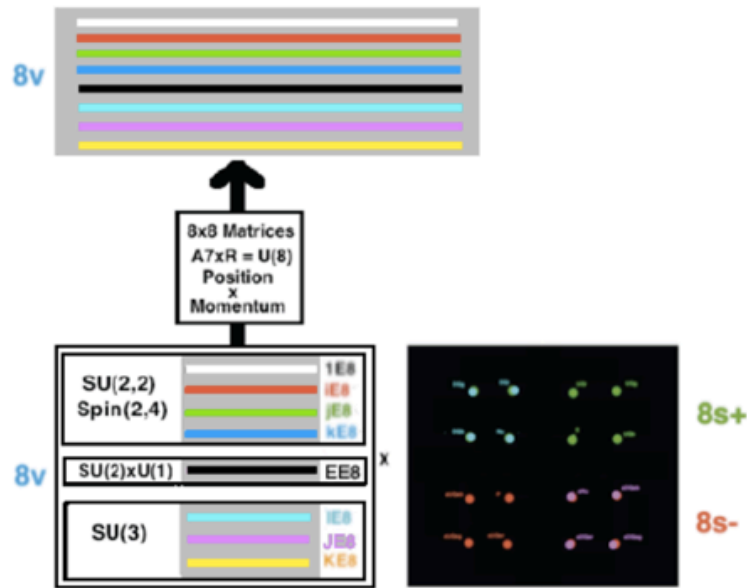 8v
8x8 Matrices
A7xR = U(8)
Position
x
Momentum
SU(2,2)
Spin(2,4)
1E8
iE8
jE8
kE8
8v
SU(2)xU(1)
EE8
SU(3)
IE8
JE8
KE8
x
8s+
8s-